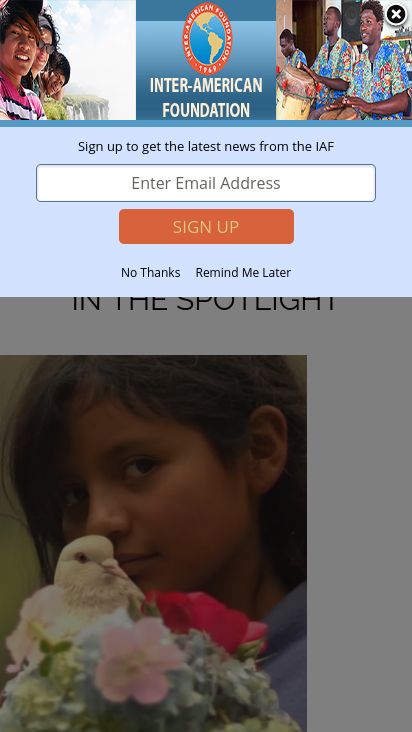 INTER-AMERICAN FOUNDATION
1969
INTER-AMERICAN
FOUNDATION
Sign up to get the latest news from the IAF
Enter Email Address
SIGN UP
No Thanks Remind Me Later
IN THE SPOTLIGHT